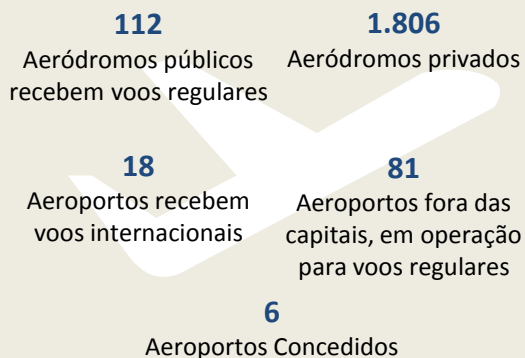 112
Aeródromos públicos
recebem voos regulares
1.806
Aeródromos privados
18
Aeroportos recebem
voos internacionais
81
Aeroportos fora das
capitais, em operação
para voos regulares
6
Aeroportos Concedidos